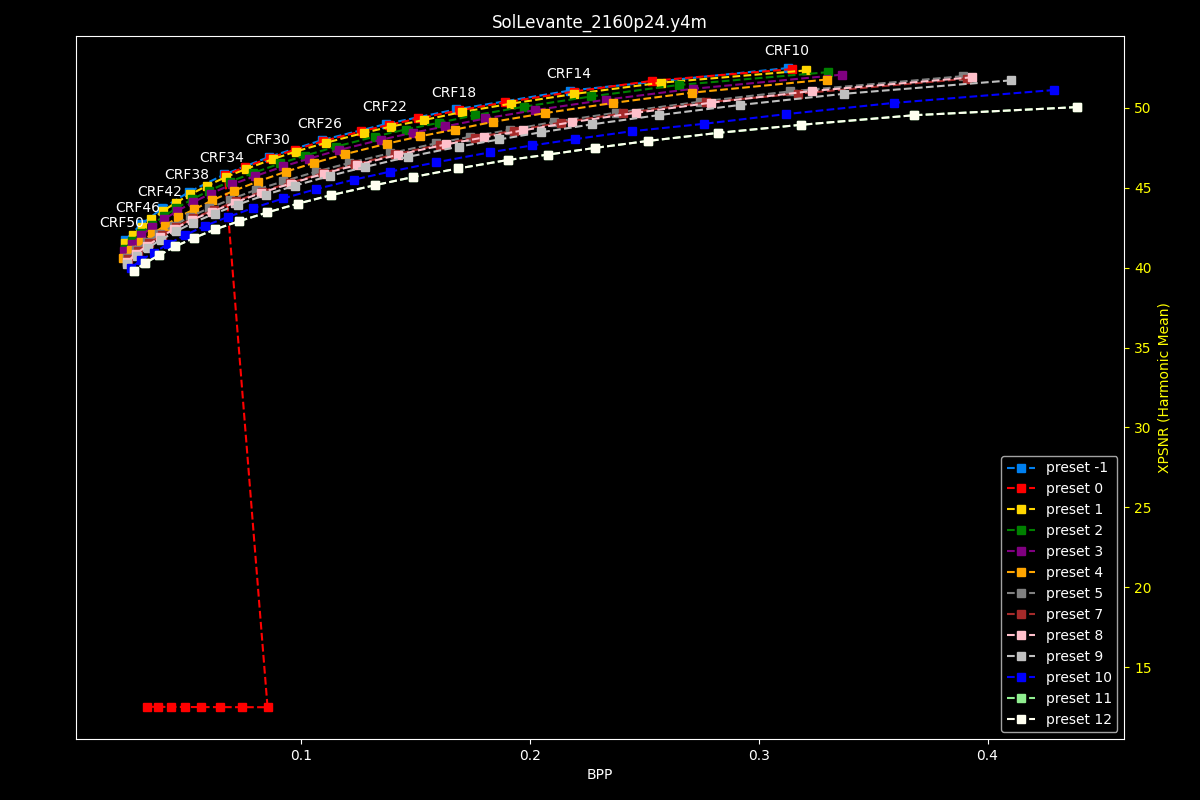 SolLevante_2160p24.y4m
CRF10
CRF14
CRF18
CRF22
CRF26
CRF30
CRF34
CRF38
CRF42
CRF46
CRF50
50
45
40
35
30
25
20
15
XPSNR (Harmonic Mean)
preset -1
preset 0
preset 1
preset 2
preset 3
preset 4
preset 5
preset 7
preset 8
preset 9
preset 10
preset 11
preset 12
0.1
0.2
0.3
0.4
BPP